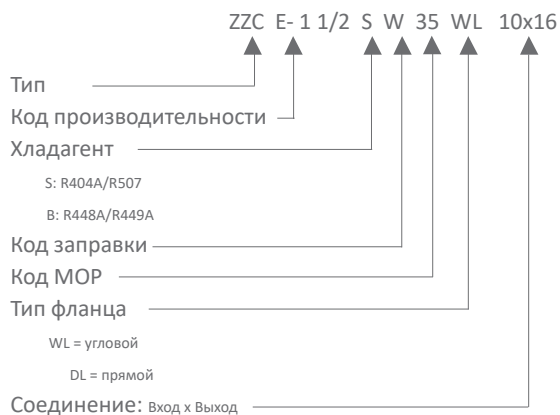 ZZC E- 1 1/2 S W 35 WL 10x16
Тип
Код производительности
Хладагент
S: R404A/R507
B: R448A/R449A
Код заправки
Код MOP
Тип фланца
WL = угловой
DL = прямой
Соединение: Вход x Выход